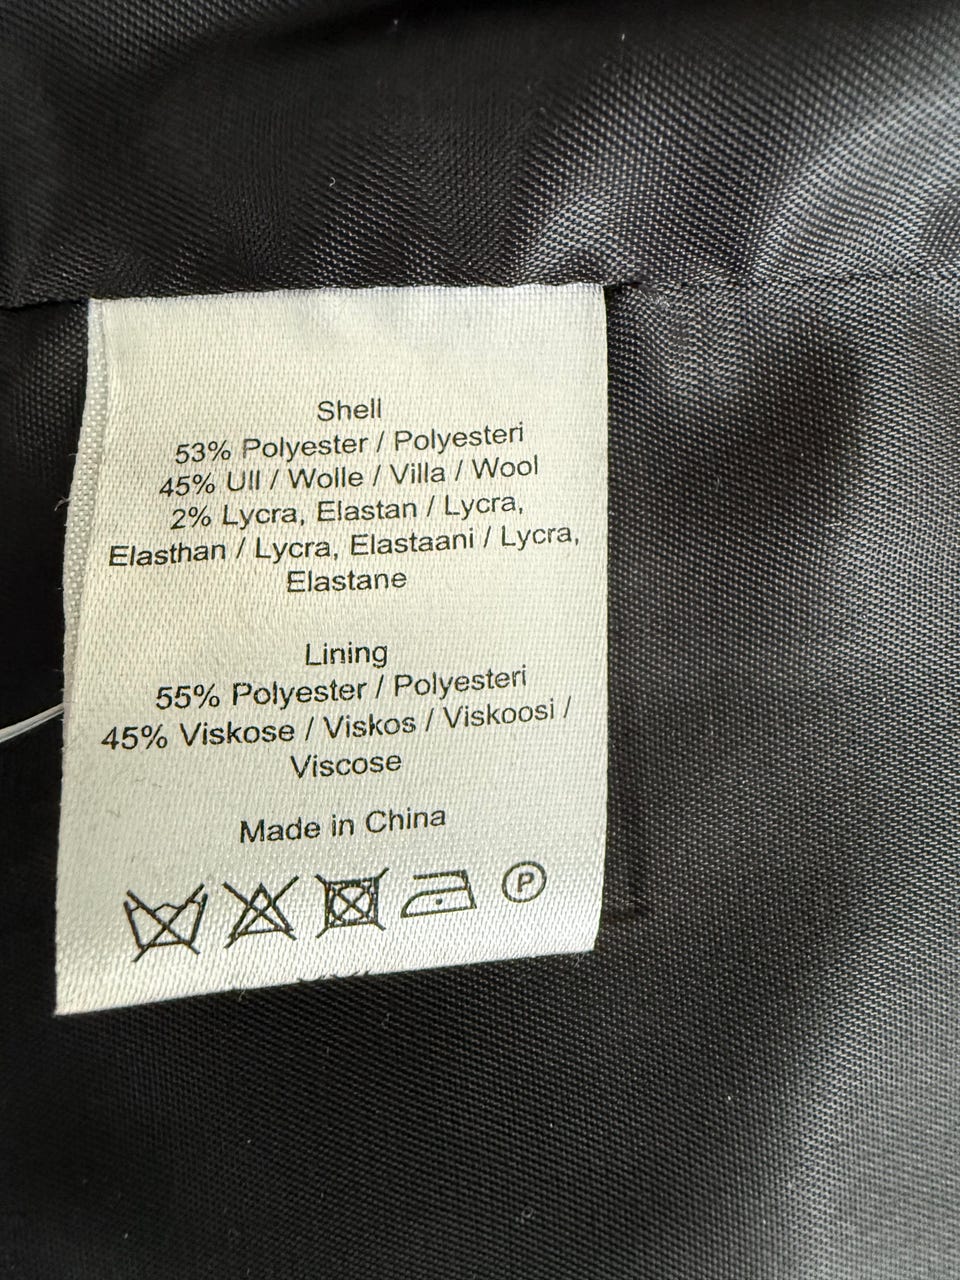 Shell
53% Polyester / Polyesteri
45% Ull / Wolle / Villa / Wool
2% Lycra, Elastan / Lycra,
Elasthan / Lycra, Elastaani / Lycra,
Elastane
Lining
55% Polyester / Polyesteri
45% Viskose / Viskos / Viskoosi /
Viscose
Made in China
P